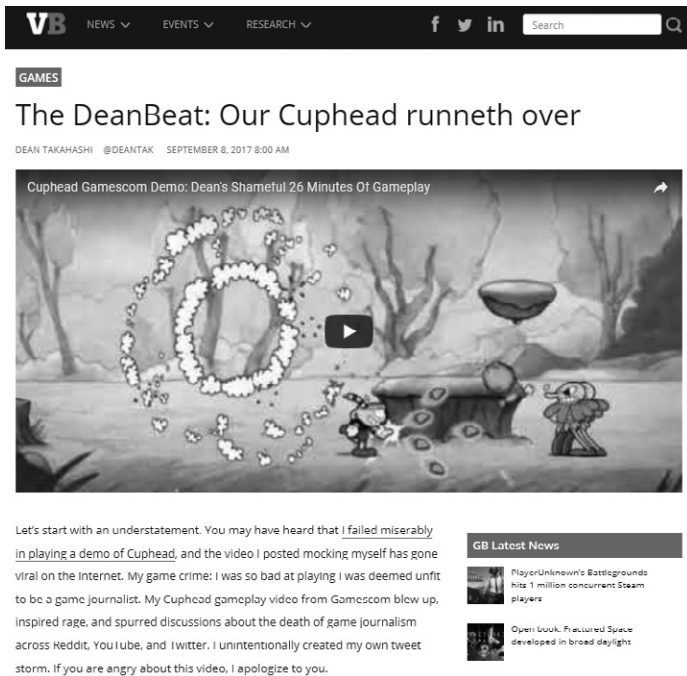 VB NEWS EVENTS RESEARCH f in Search
GAMES
The DeanBeat: Our Cuphead runneth over
DEAN TAKAHASHI @DEANTAK SEPTEMBER 8, 2017 8:00 AM
Cuphead Gamescom Demo: Dean's Shameful 26 Minutes Of Gameplay
Let's start with an understatement. You may have heard that I failed miserably
in playing a demo of Cuphead, and the video I posted mocking myself has gone
viral on the Internet. My game crime: I was so bad at playing I was deemed unfit
to be a game journalist. My Cuphead gameplay video from Gamescom blew up,
inspired rage, and spurred discussions about the death of game journalism
across Reddit, YouTube, and Twitter. I unintentionally created my own tweet
storm. If you are angry about this video, I apologize to you.
GB Latest News
PlayerUnknown's Battlegrounds
hits 1 million concurrent Steam
players
Open book: Fractured Space
developed in broad daylight